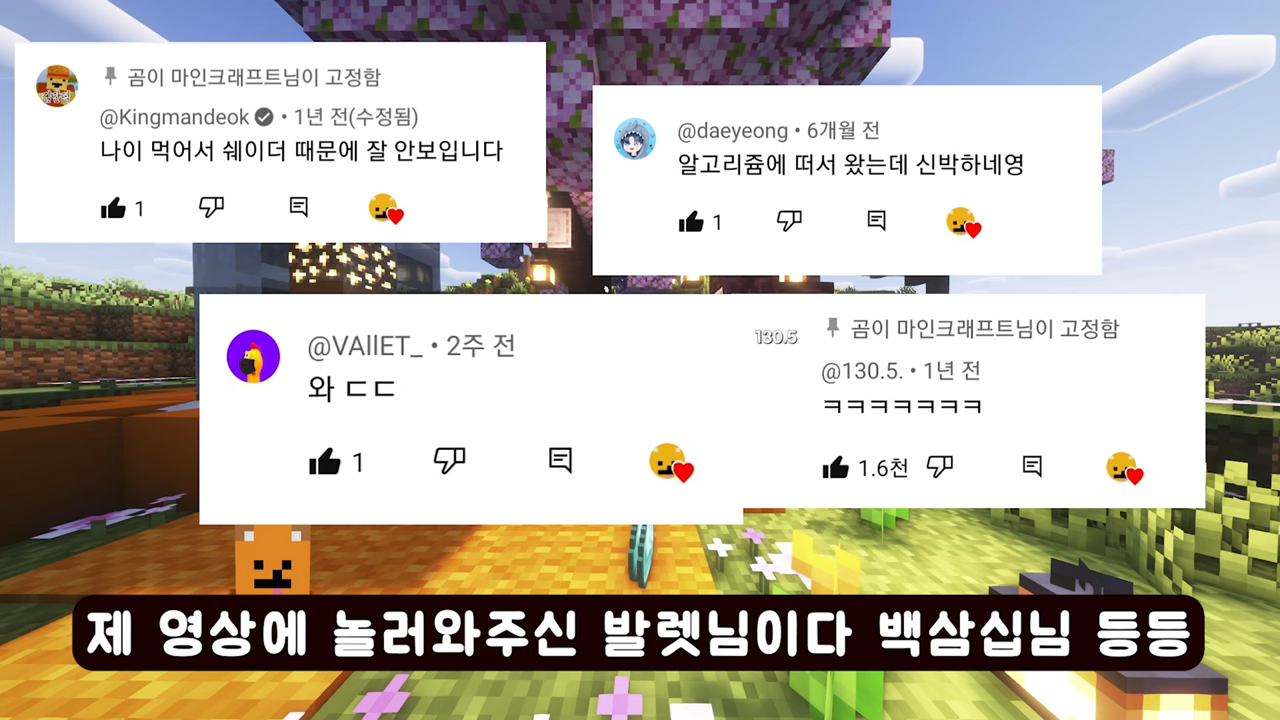 곰이 마인크래프트님이 고정함
@Kingmandeok • 1년 전(수정됨)
나이 먹어서 쉐이더 때문에 잘 안보입니다
1
@daeyeong • 6개월 전
알고리즘에 떠서 왔는데 신박하네영
1
@VAllET_ • 2주 전
와 ㄷㄷ
1
130.5
곰이 마인크래프트님이 고정함
@130.5. • 1년 전
ㅋㅋㅋㅋㅋㅋㅋ
1.6천
제 영상에 놀러와주신 발렛님이다 백삼십님 등등